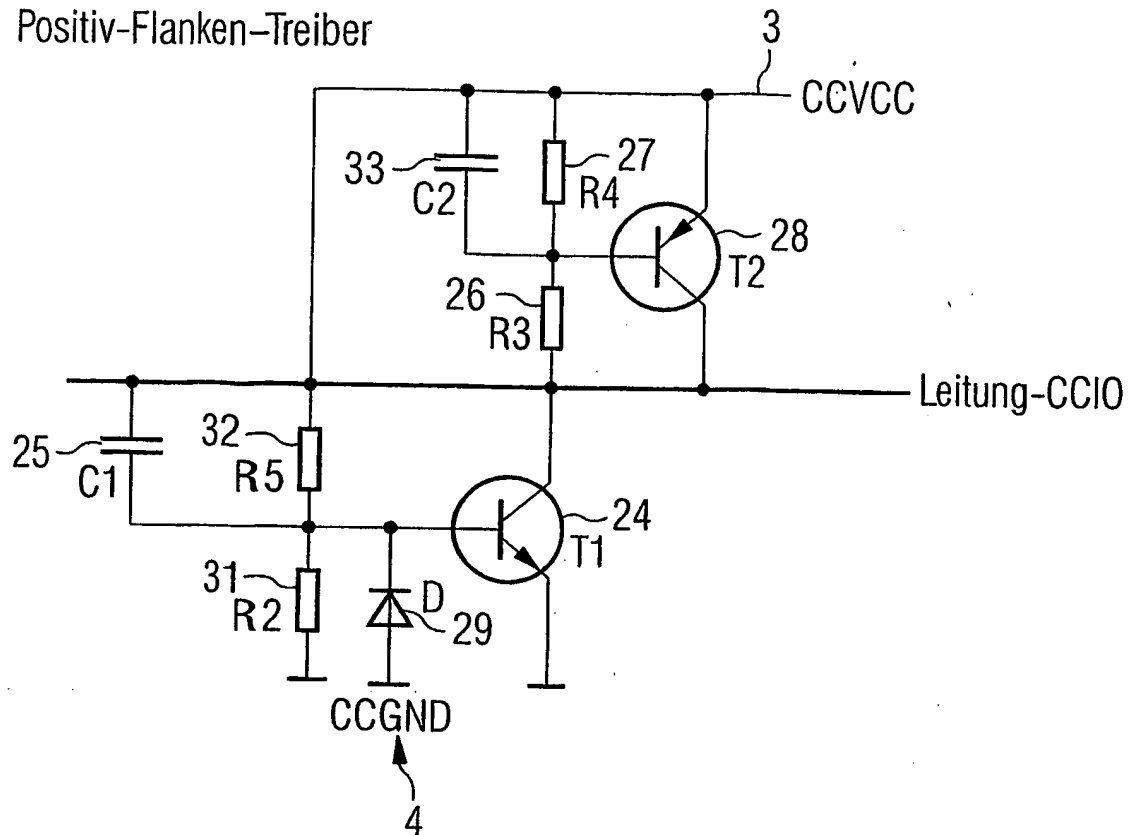 Positiv-Flanken-Treiber
3
CCVCC
33
C2
27
R4
28
T2
26
R3
Leitung-CCIO
25
C1
32
R5
24
T1
31
R2
D
29
CCGND
4